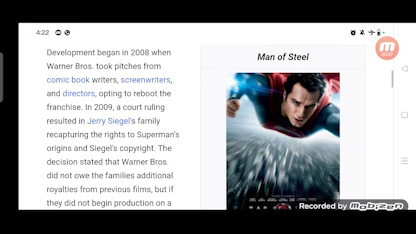 4:22
Development began in 2008 when
Warner Bros. took pitches from
comic book writers, screenwriters,
and directors, opting to reboot the
franchise. In 2009, a court ruling
resulted in Jerry Siegel's family
recapturing the rights to Superman's
origins and Siegel's copyright. The
decision stated that Warner Bros.
did not owe the families additional
royalties from previous films, but if
they did not begin production on a
Man of Steel
Recorded by MOBIZEN